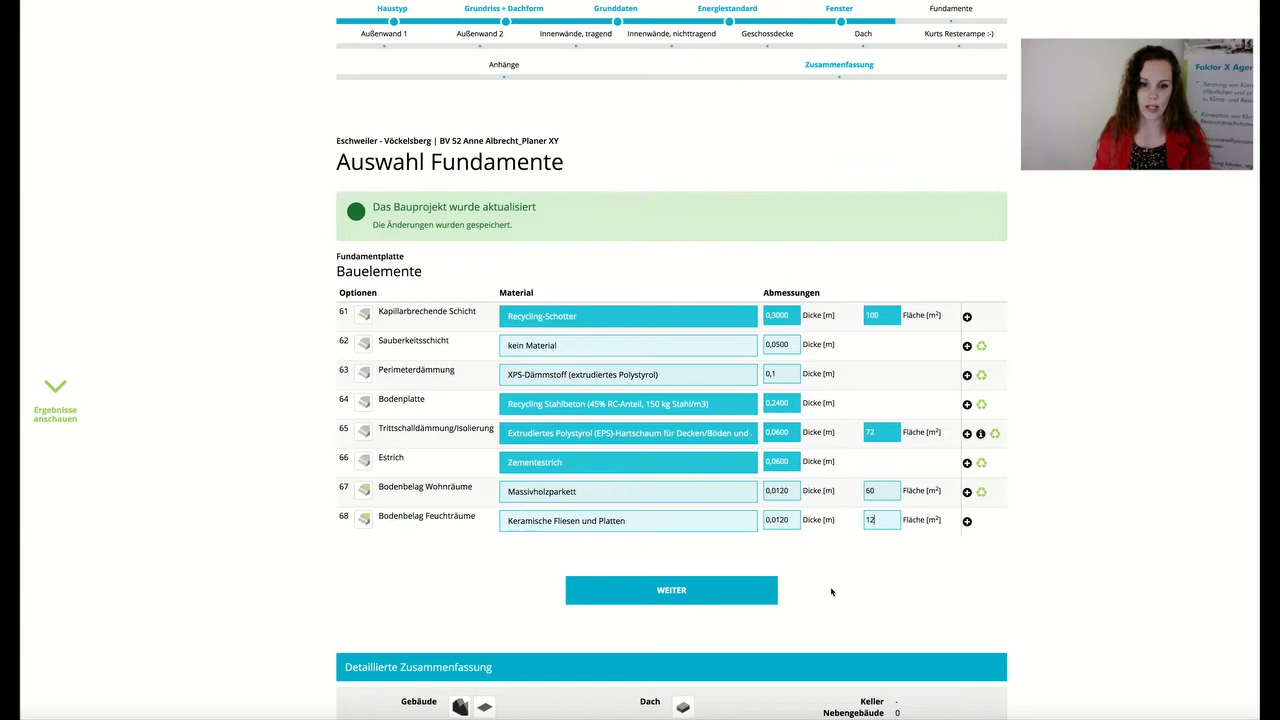 Haustyp Grundriss + Dachform Grunddaten Energiestandard Fenster Fundamente
Außenwand 1 Außenwand 2 Innenwände, tragend Innenwände, nichttragend Geschossdecke Dach Kurts Resterampe :-)
Anhänge Zusammenfassung
Faktor X Agen
Eschweiler - Vöckelsberg | BV 52 Anne Albrecht_Planer XY
Auswahl Fundamente
Das Bauprojekt wurde aktualisiert
Die Änderungen wurden gespeichert.
Fundamentplatte
Bauelemente
Optionen Material Abmessungen
61 Kapillarbrechende Schicht Recycling-Schotter 0,3000 Dicke [m] 100 Fläche [m²]
62 Sauberkeitsschicht kein Material 0,0500 Dicke [m]
63 Perimeterdämmung XPS-Dämmstoff (extrudiertes Polystyrol) 0,1 Dicke [m]
64 Bodenplatte Recycling Stahlbeton (45% RC-Anteil, 150 kg Stahl/m3) 0,2400 Dicke [m]
65 Trittschalldämmung/Isolierung Extrudiertes Polystyrol (EPS)-Hartschaum für Decken/Böden und 0,0600 Dicke [m] 72 Fläche [m²]
66 Estrich Zementestrich 0,0600 Dicke [m]
67 Bodenbelag Wohnräume Massivholzparkett 0,0120 Dicke [m] 60 Fläche [m²]
68 Bodenbelag Feuchträume Keramische Fliesen und Platten 0,0120 Dicke [m] 12 Fläche [m²]
Ergebnisse
anschauen
WEITER
Detaillierte Zusammenfassung
Gebäude Dach Keller -
Nebengebäude 0